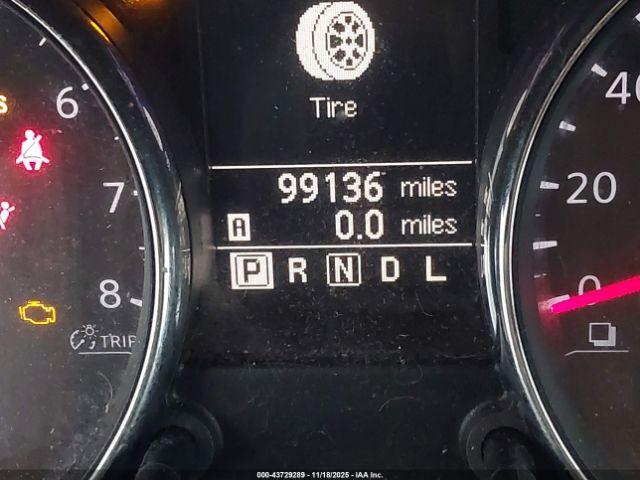 Tire
6
40
99136 miles
7
20
A 0.0 miles
P R N D L
8
0
TRIP
000-43729289 - 11/18/2025 - IAA Inc.